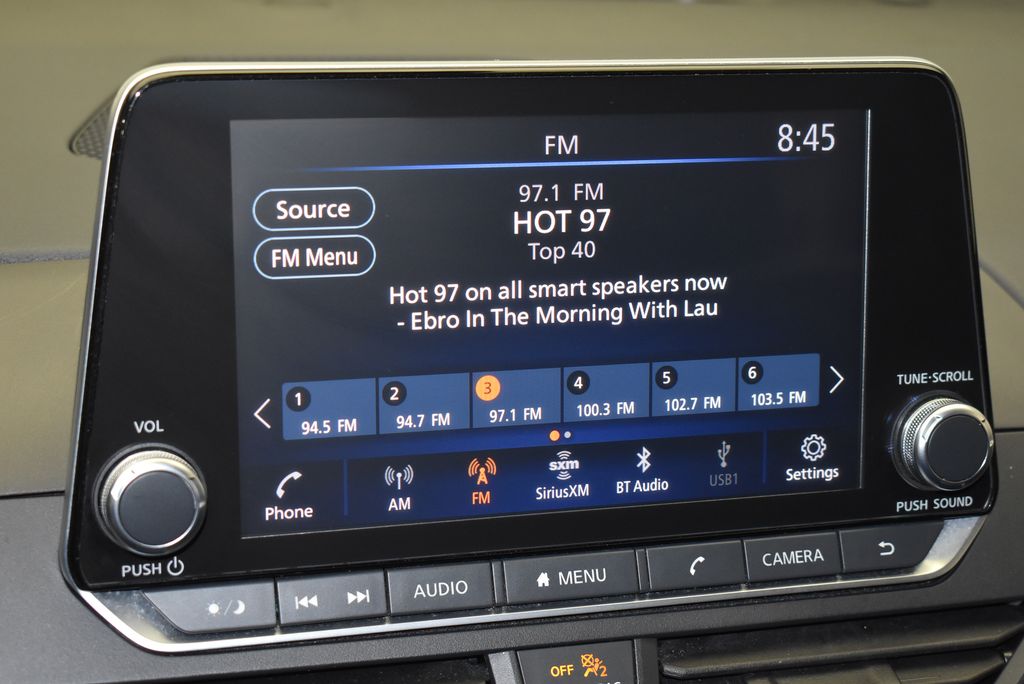 FM
8:45
Source
FM Menu
97.1 FM
HOT 97
Top 40
Hot 97 on all smart speakers now
- Ebro In The Morning With Lau
1
94.5 FM
2
94.7 FM
3
97.1 FM
4
100.3 FM
5
102.7 FM
6
103.5 FM
Phone
AM
FM
sxm
SiriusXM
BT Audio
USB1
Settings
VOL
PUSH
TUNE·SCROLL
PUSH SOUND
AUDIO
MENU
CAMERA
OFF
2